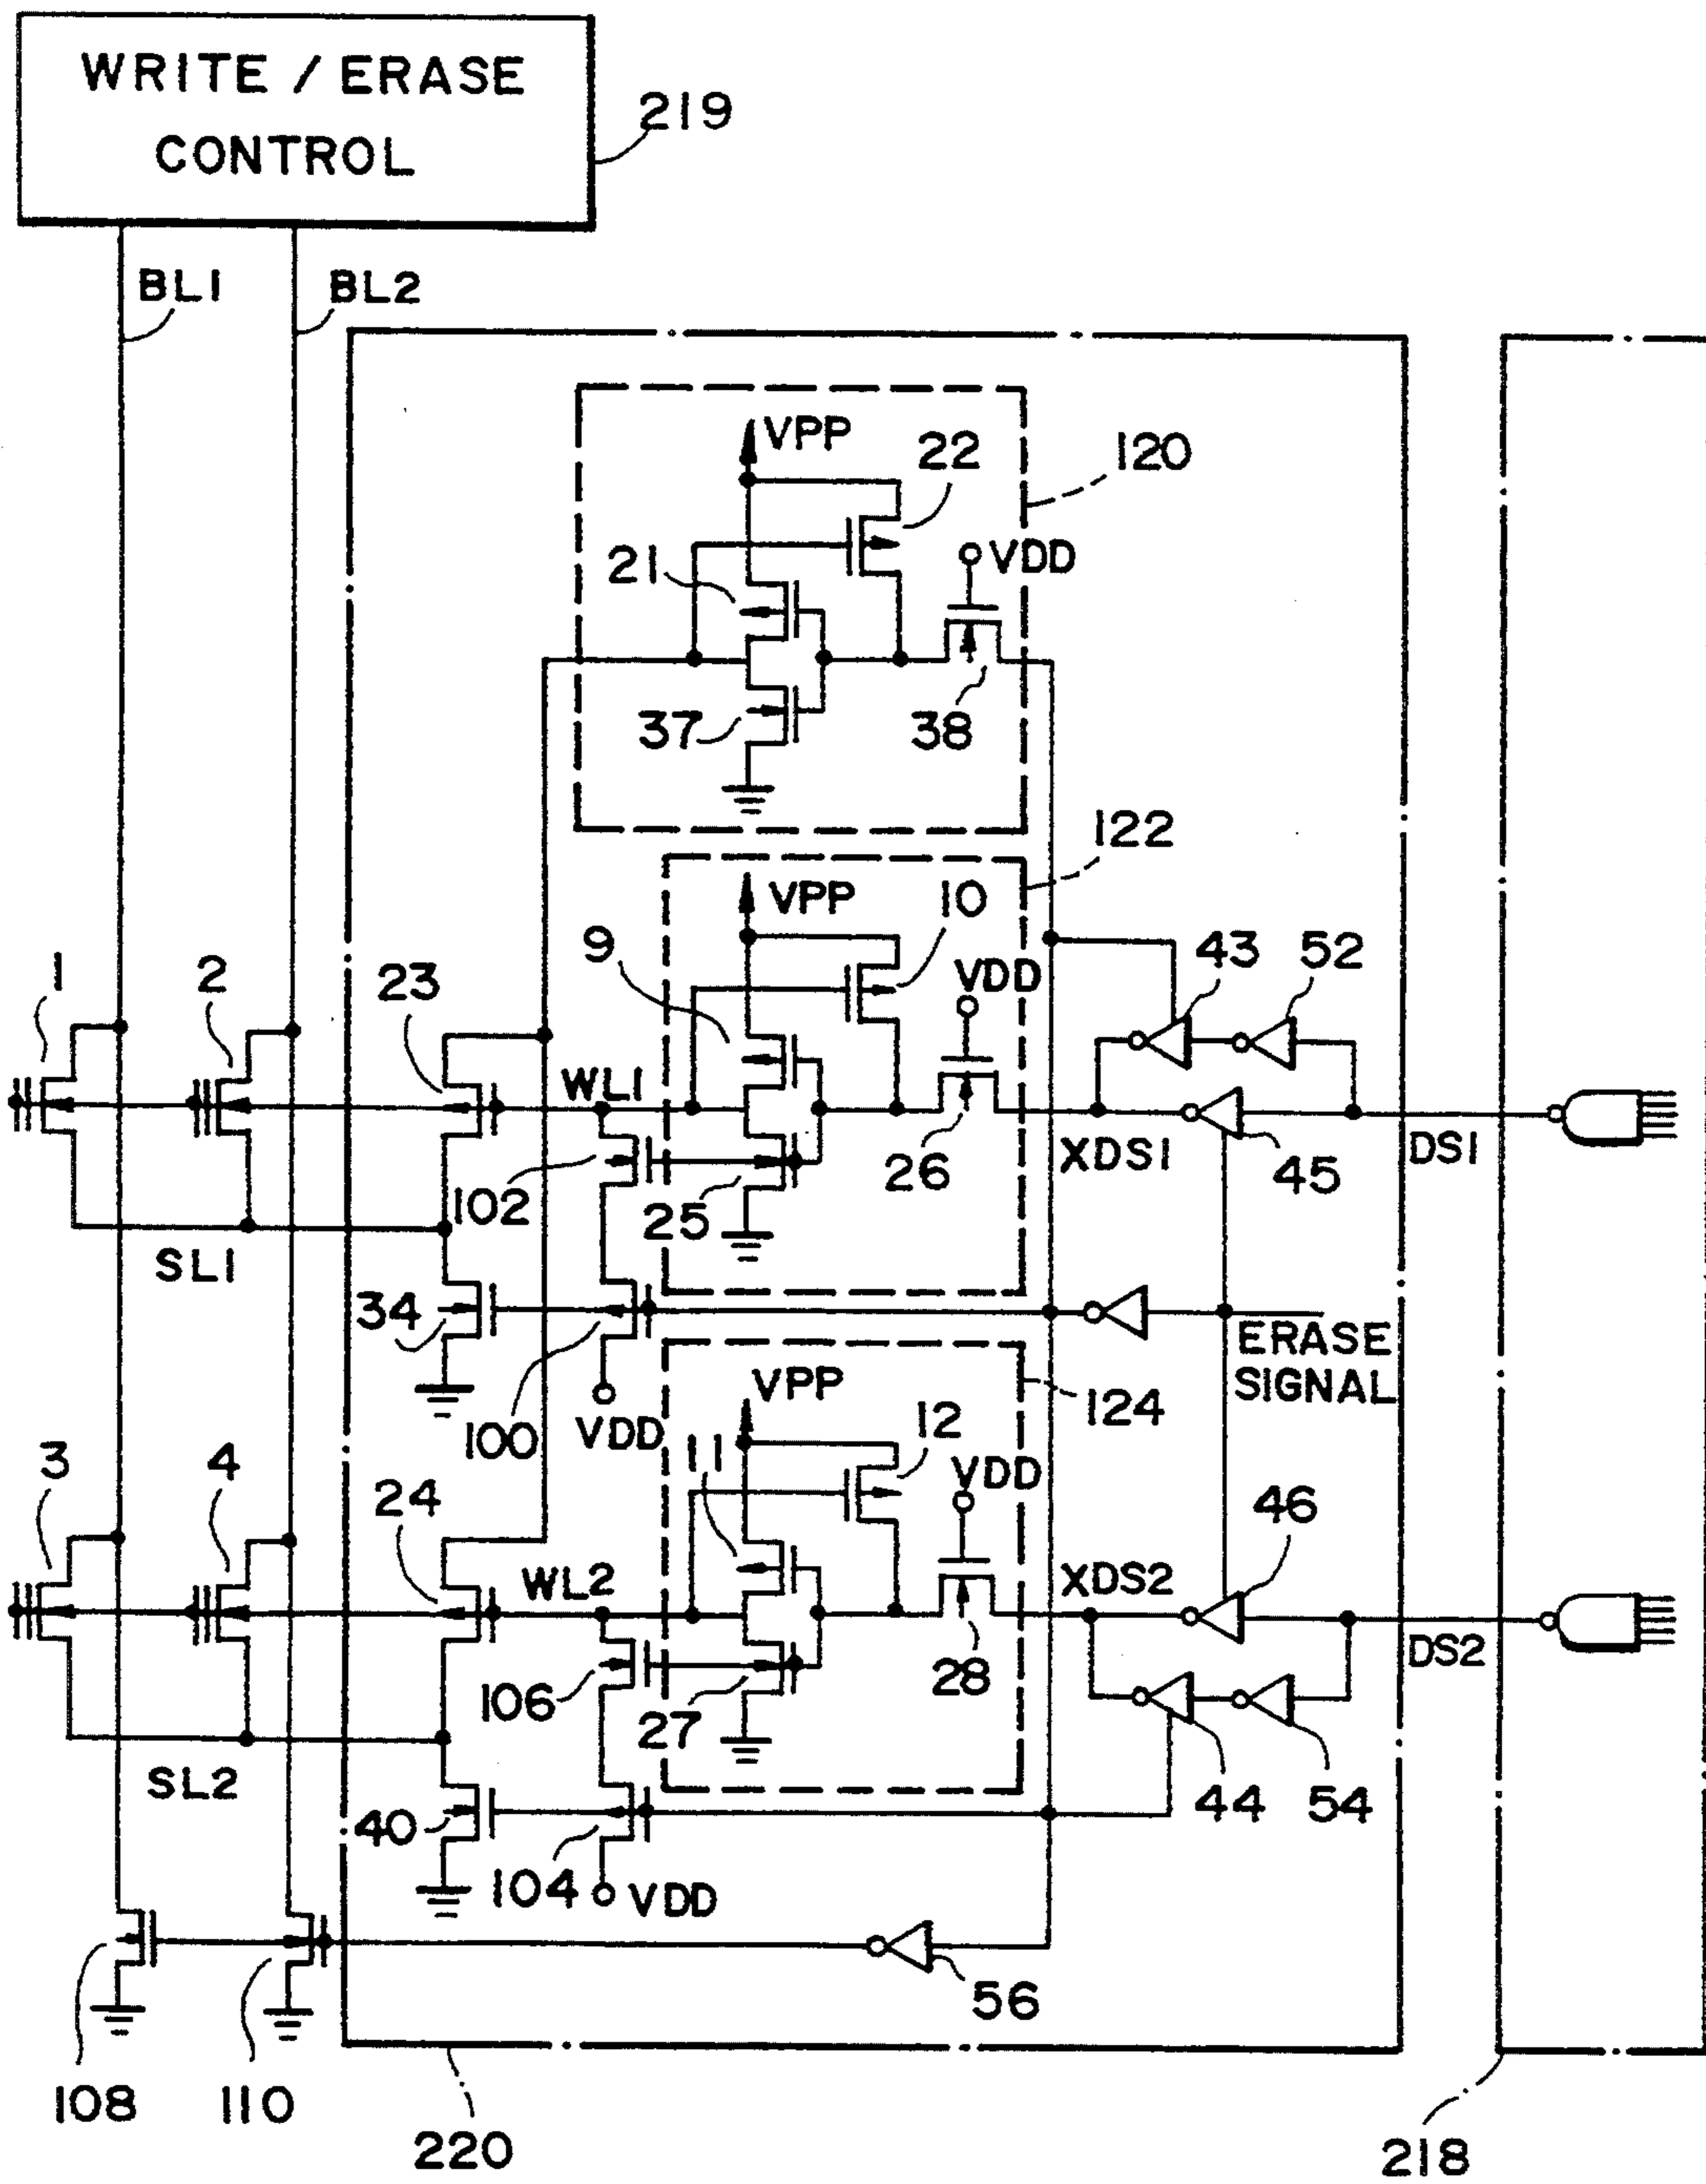 WRITE / ERASE
CONTROL
219
BL1
BL2
VPP
22
120
21
VDD
37
38
122
VPP
10
9
VDD
43
52
1
2
23
WL1
102
25
26
XDS1
45
DS1
SL1
34
100
VDD
ERASE
SIGNAL
VPP
124
12
11
VDD
3
4
24
46
WL2
XDS2
106
27
28
DS2
SL2
40
104
VDD
44
54
56
108
110
220
218